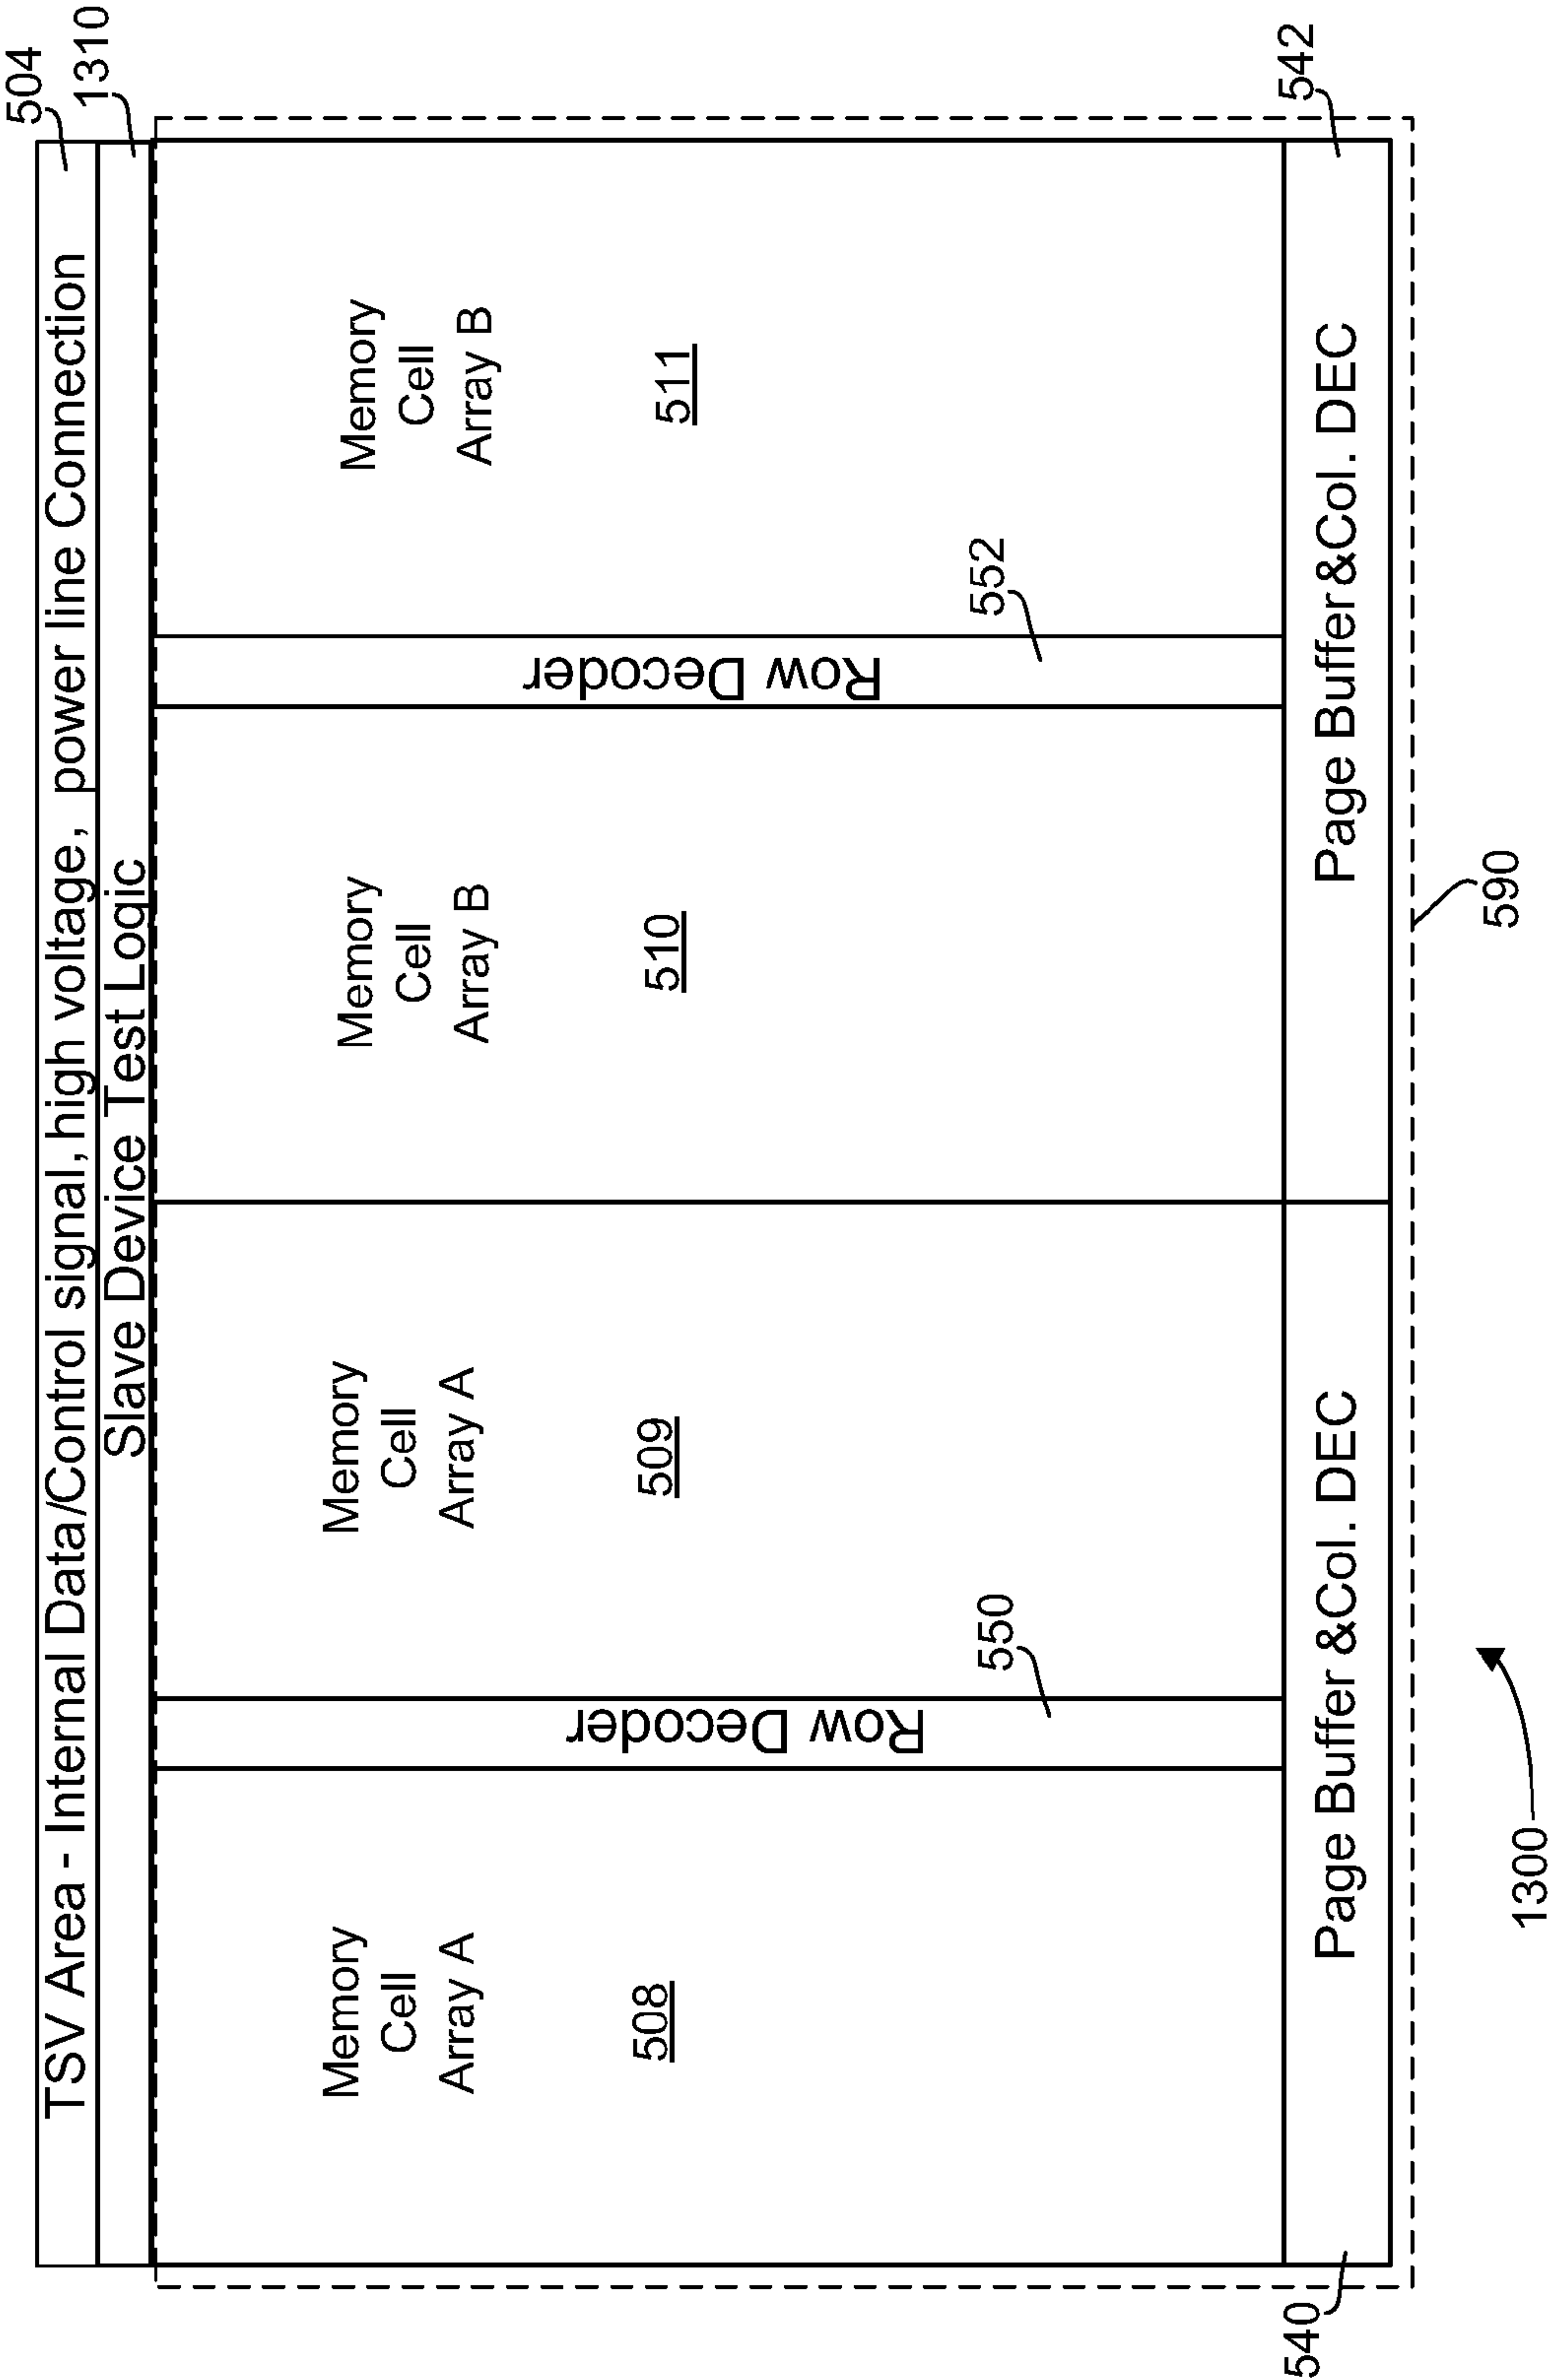 504
TSV Area - Internal Data/Control signal, high voltage, power line Connection
1310
Slave Device Test Logic
Memory
Cell
Array A
508
Row Decoder
550
Memory
Cell
Array A
509
Memory
Cell
Array B
510
Row Decoder
552
Memory
Cell
Array B
511
540
Page Buffer &Col. DEC
Page Buffer&Col. DEC
542
590
1300